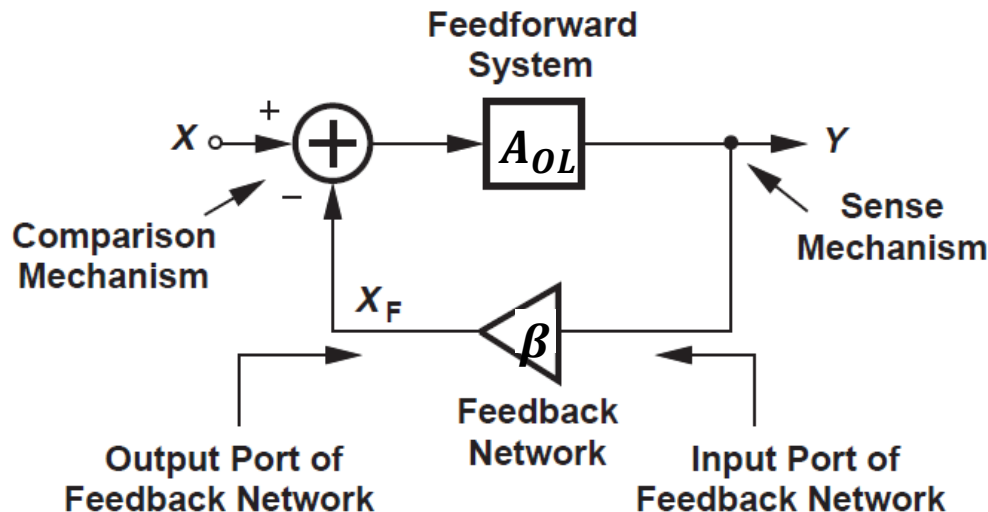 Feedforward
System
+
X
+
A_OL
Y
−
Comparison
Mechanism
Sense
Mechanism
X_F
β
Feedback
Network
Output Port of
Feedback Network
Input Port of
Feedback Network